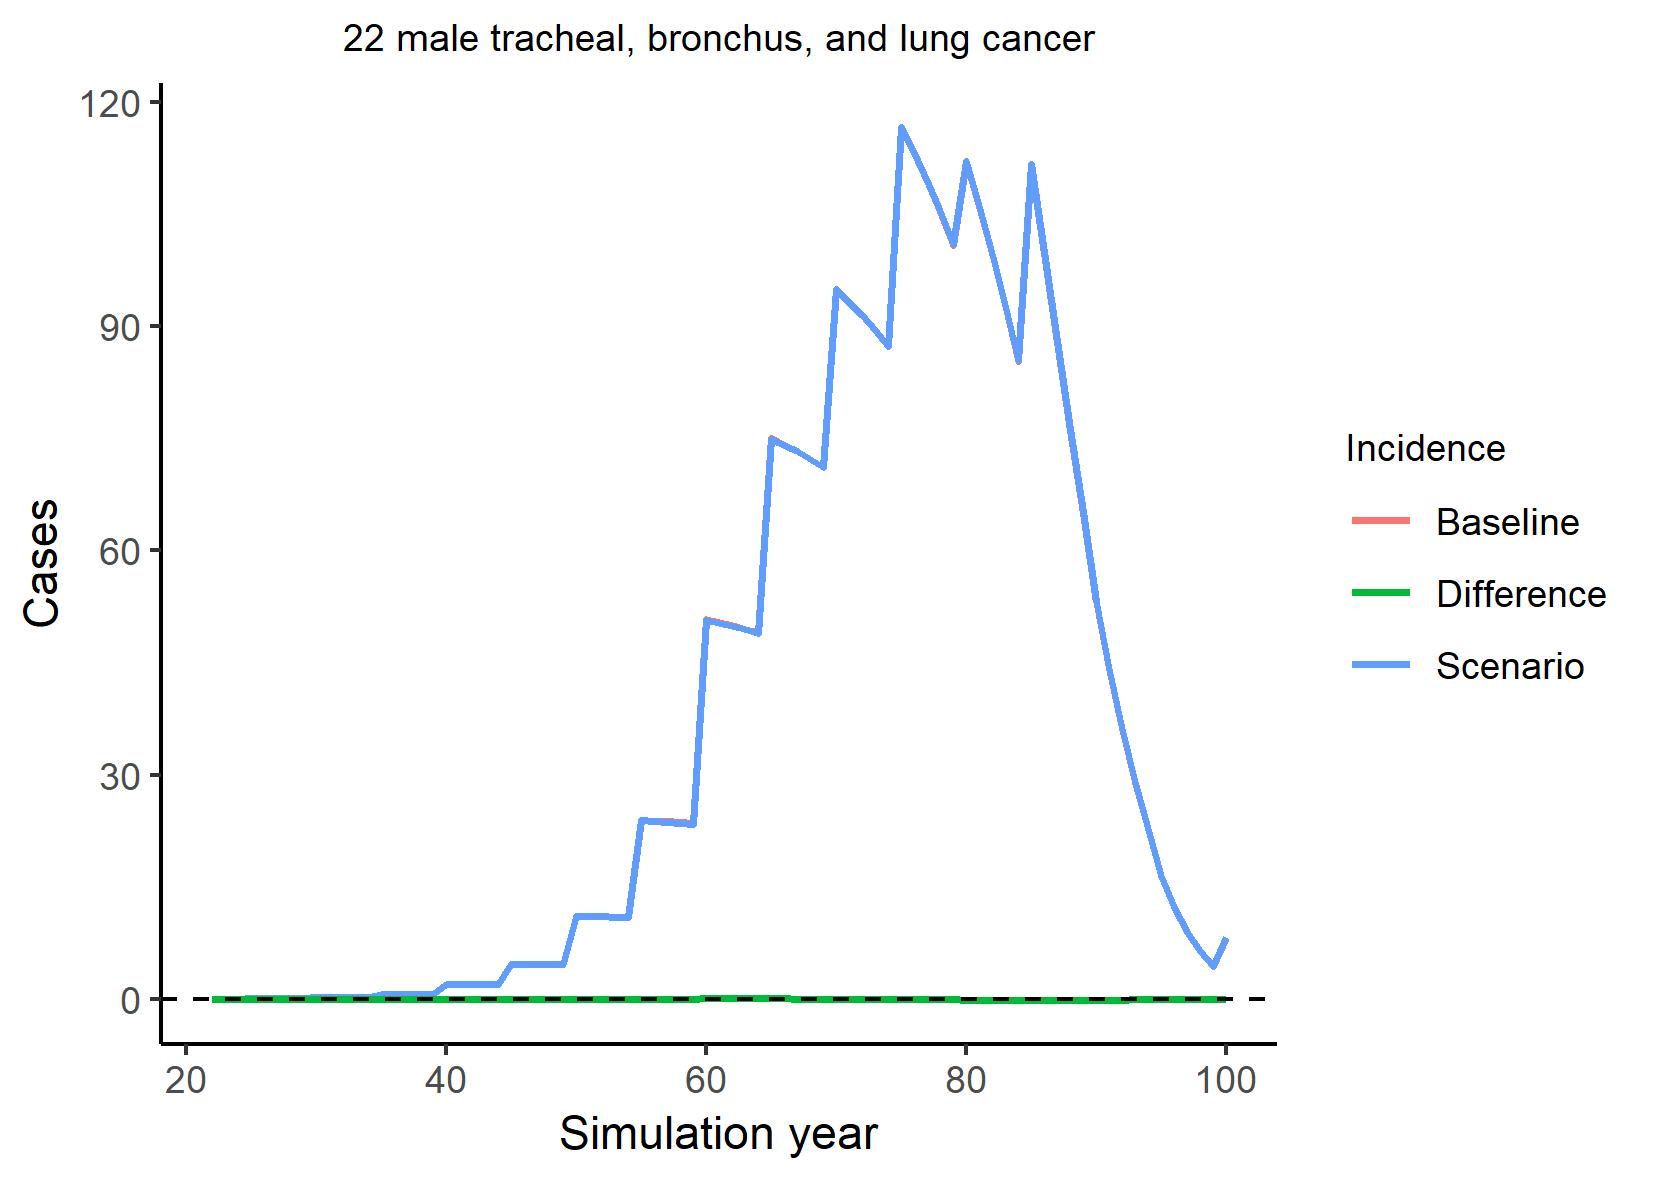 22 male tracheal, bronchus, and lung cancer
120
90
60
30
0
Cases
20 40 60 80 100
Simulation year
Incidence
Baseline
Difference
Scenario